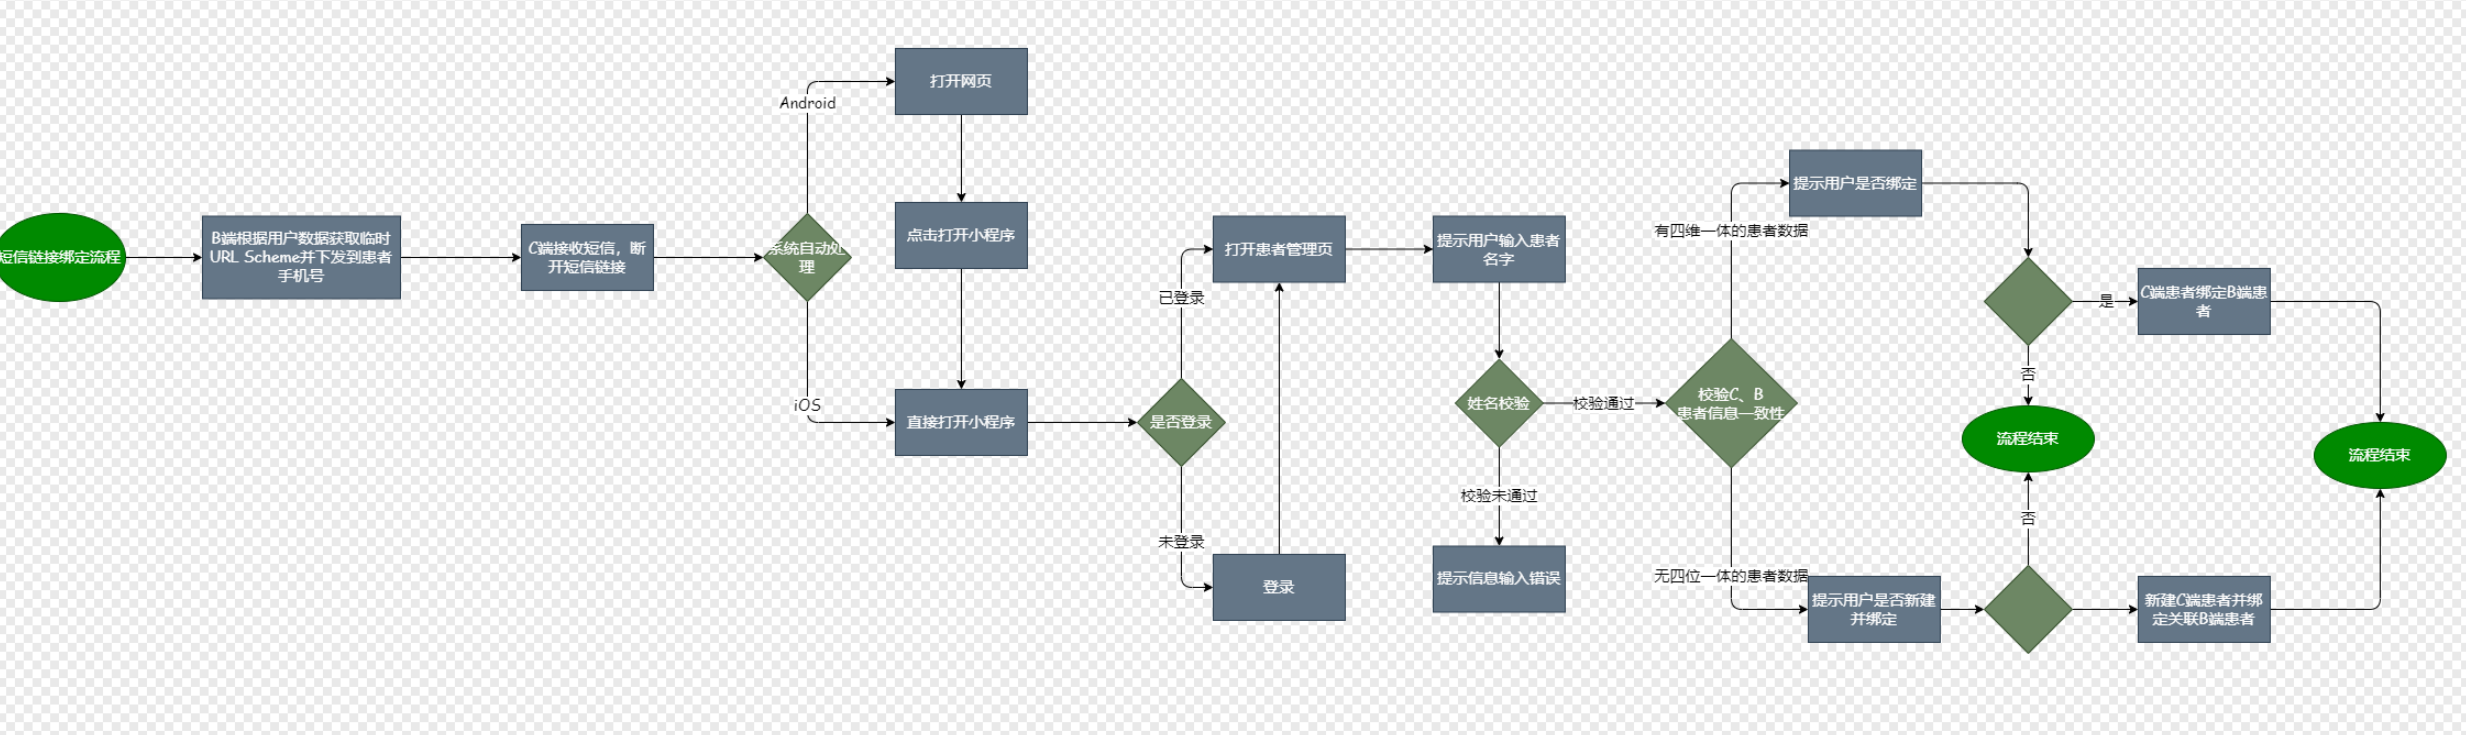 短信链接绑定流程
B端根据用户数据获取临时
URL Scheme并下发到患者
手机号
C端接收短信，断
开短信链接
系统自动处
理
Android
iOS
打开网页
点击打开小程序
直接打开小程序
是否登录
已登录
未登录
打开患者管理页
登录
提示用户输入患者
名字
姓名校验
校验通过
校验未通过
提示信息输入错误
校验C、B
患者信息一致性
有四维一体的患者数据
无四位一体的患者数据
提示用户是否绑定
提示用户是否新建
并绑定
是
否
流程结束
否
C端患者绑定B端患
者
新建C端患者并绑
定关联B端患者
流程结束